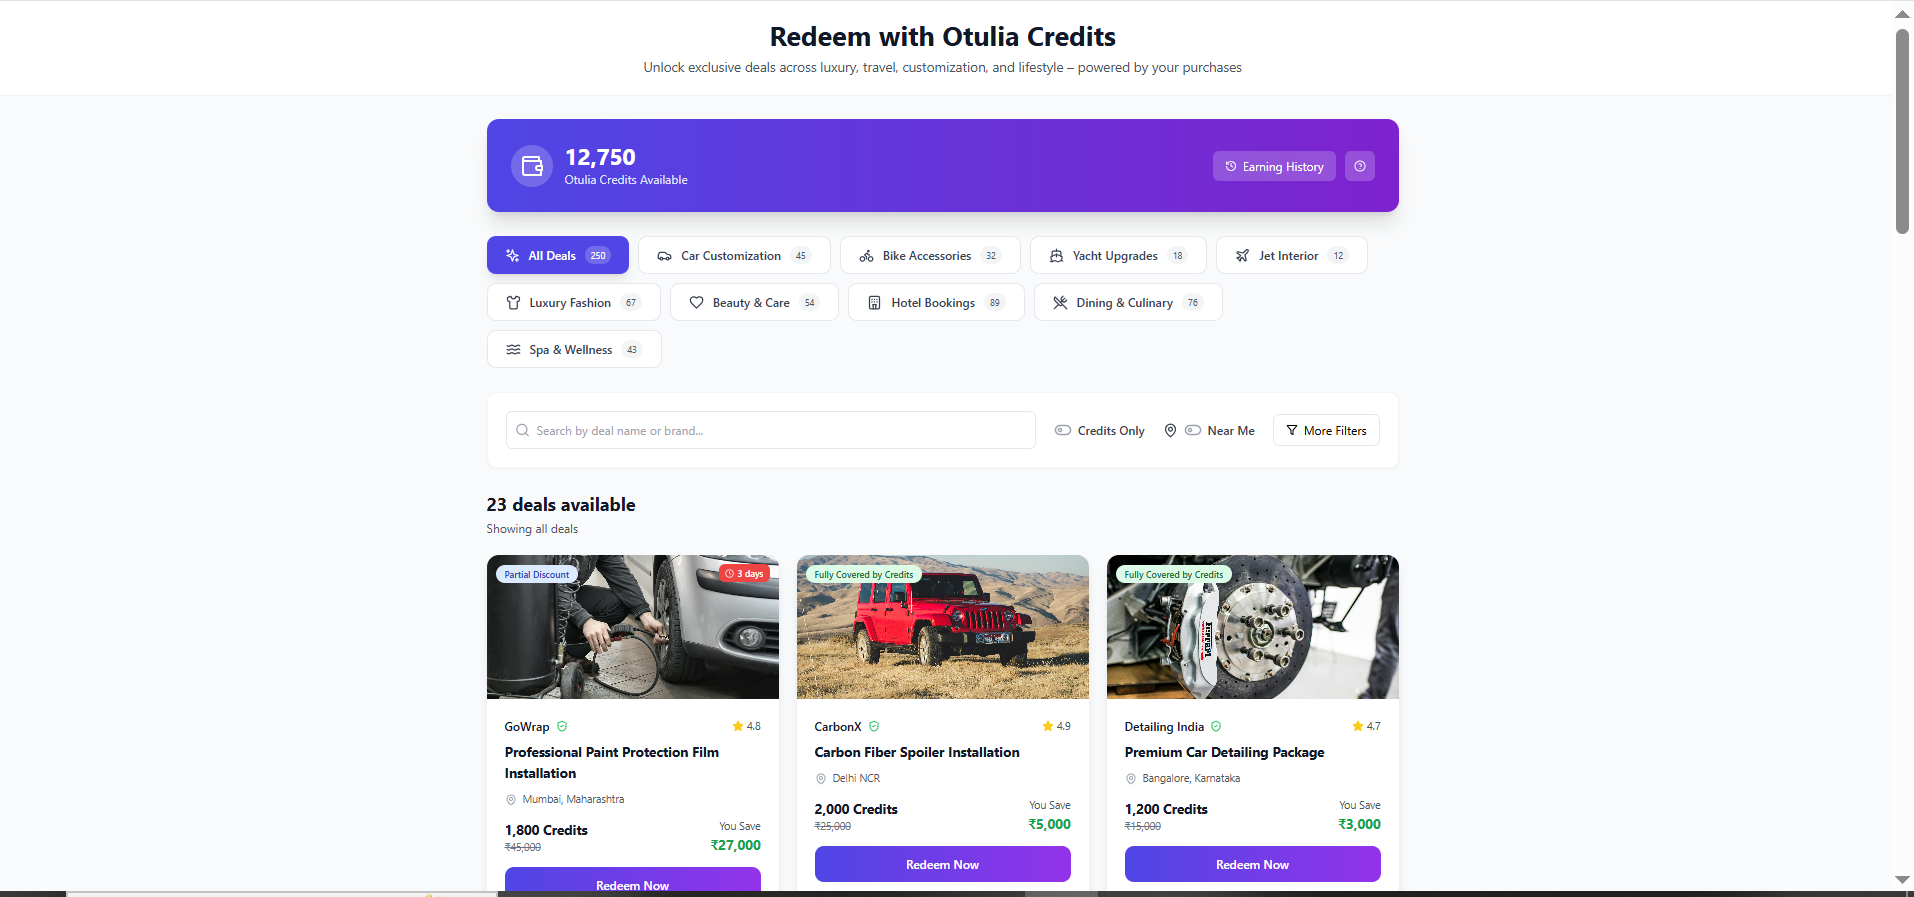 Redeem with Otulia Credits
Unlock exclusive deals across luxury, travel, customization, and lifestyle – powered by your purchases
12,750
Otulia Credits Available
Earning History
All Deals 250
Car Customization 45
Bike Accessories 32
Yacht Upgrades 18
Jet Interior 12
Luxury Fashion 67
Beauty & Care 54
Hotel Bookings 89
Dining & Culinary 76
Spa & Wellness 43
Search by deal name or brand...
Credits Only
Near Me
More Filters
23 deals available
Showing all deals
Partial Discount
3 days
GoWrap
4.8
Professional Paint Protection Film
Installation
Mumbai, Maharashtra
1,800 Credits
₹45,000
You Save
₹27,000
Redeem Now
Fully Covered by Credits
CarbonX
4.9
Carbon Fiber Spoiler Installation
Delhi NCR
2,000 Credits
₹25,000
You Save
₹5,000
Redeem Now
Fully Covered by Credits
Ferrari
Detailing India
4.7
Premium Car Detailing Package
Bangalore, Karnataka
1,200 Credits
₹15,000
You Save
₹3,000
Redeem Now